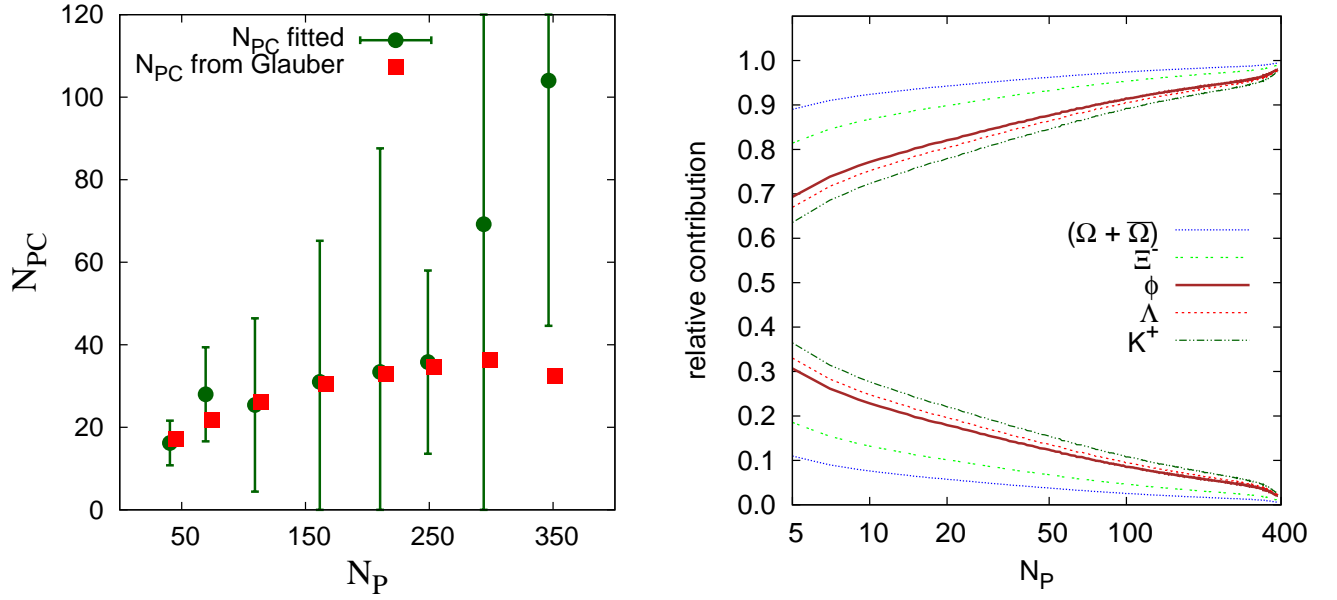 120
100
80
60
40
20
0
50
150
250
350
N_PC
N_P
N_PC fitted
N_PC from Glauber
1.0
0.9
0.8
0.7
0.6
0.5
0.4
0.3
0.2
0.1
0.0
5
10
20
50
100
400
relative contribution
N_P
(Ω + Ω̅)
Ξ⁻
ϕ
Λ
K⁺